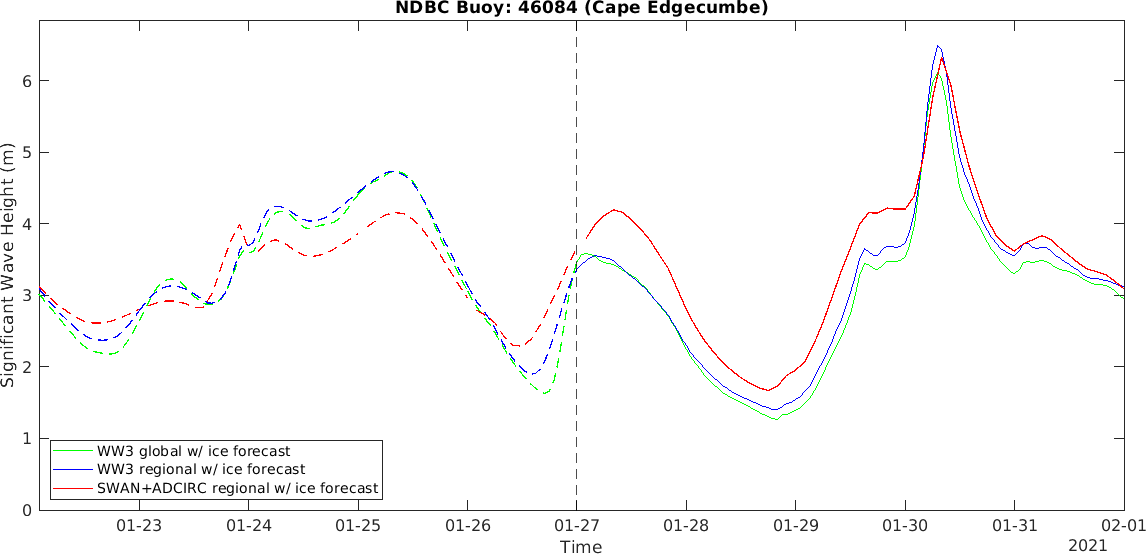 NDBC Buoy: 46084 (Cape Edgecumbe)
Significant Wave Height (m)
6
5
4
3
2
1
0
WW3 global w/ ice forecast
WW3 regional w/ ice forecast
SWAN+ADCIRC regional w/ ice forecast
01-23 01-24 01-25 01-26 01-27 01-28 01-29 01-30 01-31 02-01
Time
2021